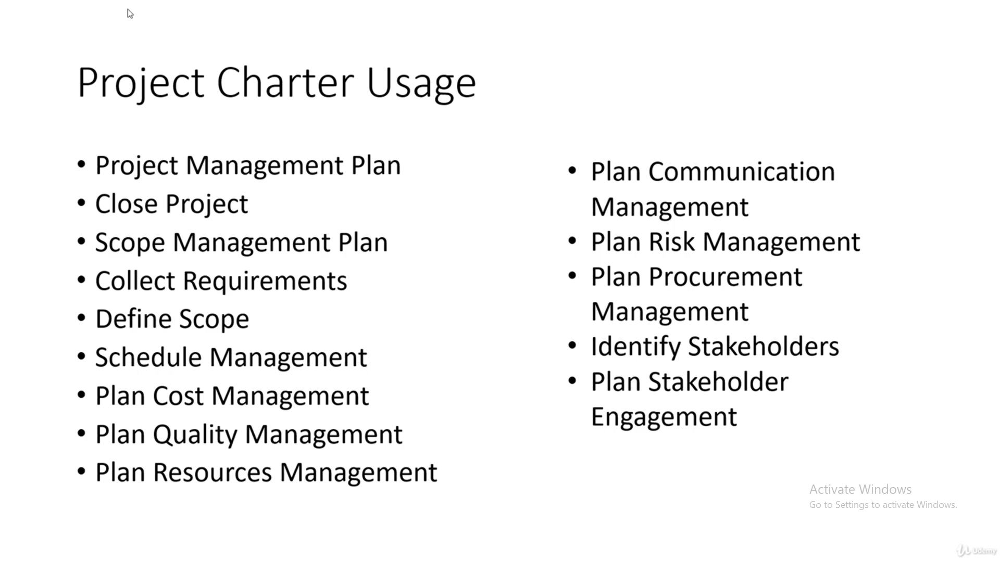 Project Charter Usage
• Project Management Plan
• Close Project
• Scope Management Plan
• Collect Requirements
• Define Scope
• Schedule Management
• Plan Cost Management
• Plan Quality Management
• Plan Resources Management
• Plan Communication
Management
• Plan Risk Management
• Plan Procurement
Management
• Identify Stakeholders
• Plan Stakeholder
Engagement
Activate Windows
Go to Settings to activate Windows.
Udemy